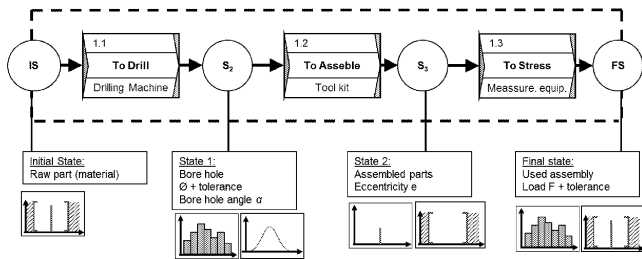 1.1
1.2
1.3
IS
To Drill
S₂
To Asseble
S₃
To Stress
FS
Drilling Machine
Tool kit
Meassure. equip.
Initial State:
Raw part (material)
State 1:
Bore hole
Ø + tolerance
Bore hole angle α
State 2:
Assembled parts
Eccentricity e
Final state:
Used assembly
Load F + tolerance